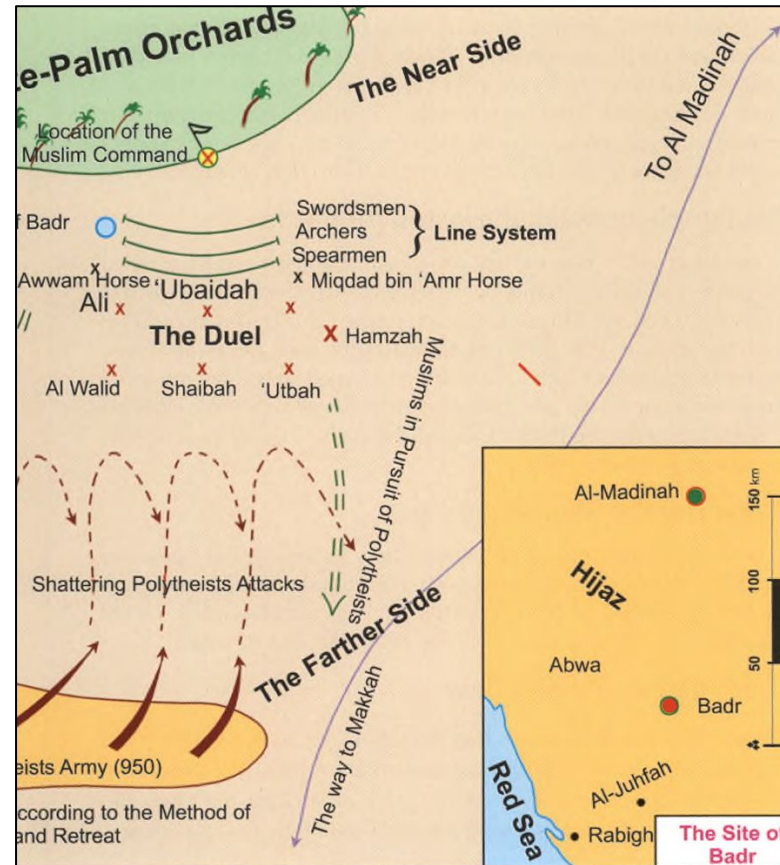 e-Palm Orchards
The Near Side
To Al Madinah
Location of the
Muslim Command
f Badr
Swordsmen
Archers
Spearmen
Line System
Awwam Horse
Miqdad bin ‘Amr Horse
Ali
‘Ubaidah
The Duel
Hamzah
Al Walid
Shaibah
‘Utbah
Muslims in Pursuit of Polytheists
Shattering Polytheists Attacks
The Farther Side
The way to Makkah
eists Army (950)
ccording to the Method of
and Retreat
Al-Madinah
Hijaz
Abwa
Badr
Al-Juhfah
Rabigh
Red Sea
150 km
100
50
The Site of
Badr